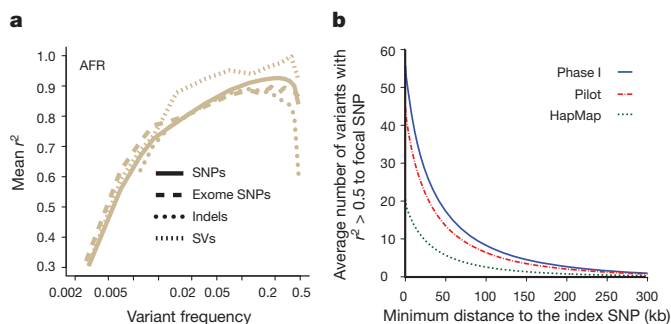 a
AFR
Mean r²
1.0
0.9
0.8
0.7
0.6
0.5
0.4
0.3
0.002
0.005
0.02
0.05
0.2
0.5
Variant frequency
SNPs
Exome SNPs
Indels
SVs
b
Average number of variants with
r² > 0.5 to focal SNP
60
50
40
30
20
10
0
0
50
100
150
200
250
300
Minimum distance to the index SNP (kb)
Phase I
Pilot
HapMap